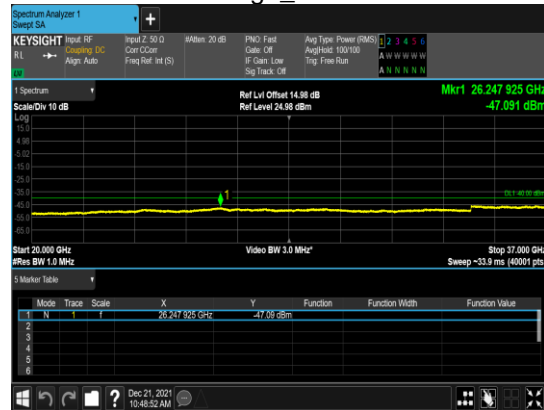 Spectrum Analyzer 1
Swept SA
+
KEYSIGHT Input: RF Input Z: 50 Ω #Atten: 20 dB PNO: Fast Avg Type: Power (RMS) 1 2 3 4 5 6
RL Coupling: DC Corr CCorr Gate: Off Avg|Hold: 100/100 A W W W W W
Align: Auto Freq Ref: Int (S) IF Gain: Low Trig: Free Run
Sig Track: Off A N N N N N
1 Spectrum Ref Lvl Offset 14.98 dB Mkr1 26.247 925 GHz
Scale/Div 10 dB Ref Level 24.98 dBm -47.091 dBm
Log
15.0
4.98
-5.02
-15.0
-25.0
-35.0
1
DL1 -40.00 dBm
-45.0
-55.0
-65.0
Start 20.000 GHz Video BW 3.0 MHz* Stop 37.000 GHz
#Res BW 1.0 MHz Sweep ~33.9 ms (40001 pts)
5 Marker Table
Mode Trace Scale X Y Function Function Width Function Value
1 N 1 f 26.247 925 GHz -47.09 dBm
2
3
4
5
6
? Dec 21, 2021
10:48:52 AM